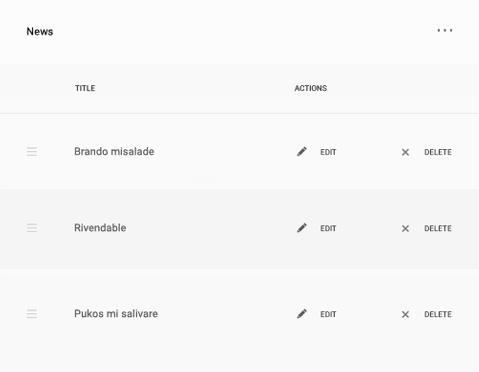 News
TITLE ACTIONS
Brando misalade EDIT DELETE
Rivendable EDIT DELETE
Pukos mi salivare EDIT DELETE